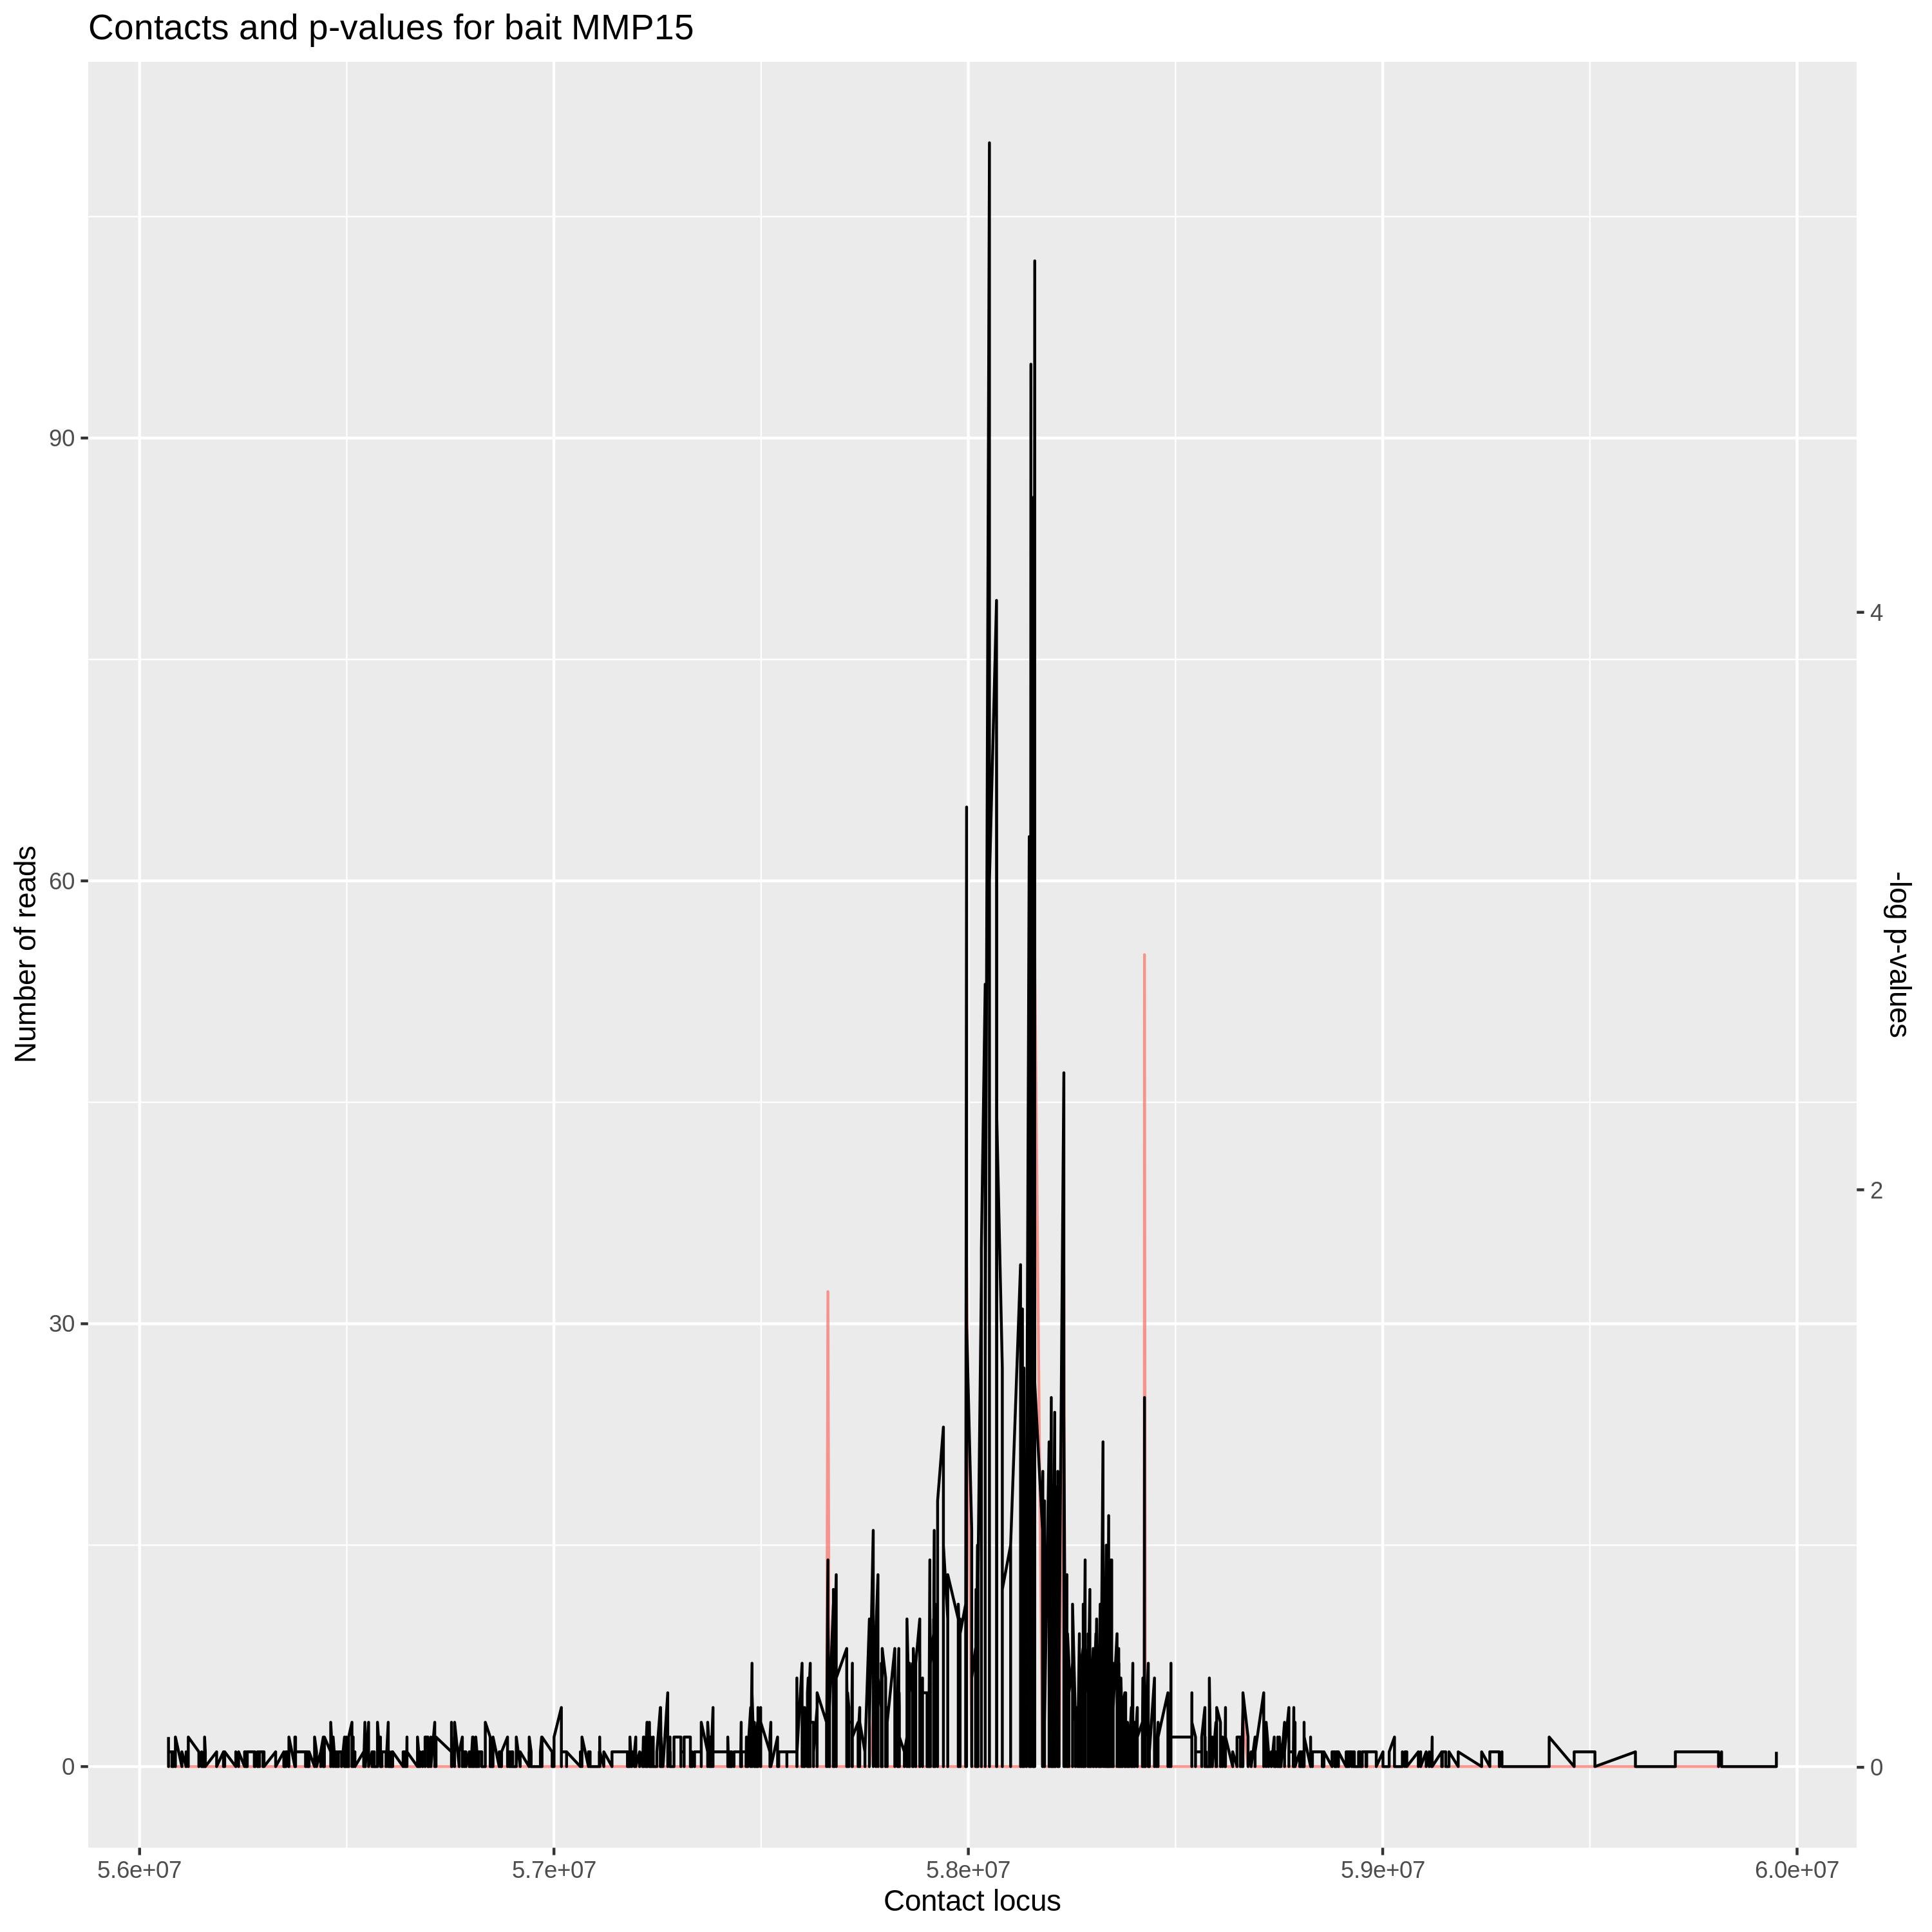 Contacts and p-values for bait MMP15
90
60
30
0
4
2
0
Number of reads
-log p-values
5.6e+07
5.7e+07
5.8e+07
5.9e+07
6.0e+07
Contact locus